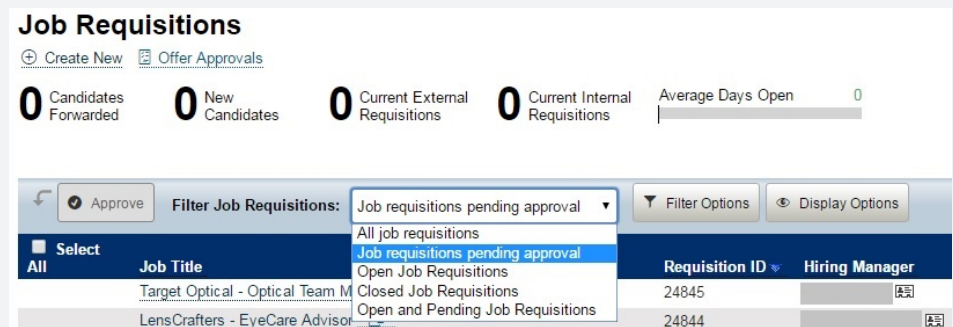 Job Requisitions
Create New Offer Approvals
0 Candidates Forwarded 0 New Candidates 0 Current External Requisitions 0 Current Internal Requisitions Average Days Open 0
Approve Filter Job Requisitions: Job requisitions pending approval Filter Options Display Options
All job requisitions
Job requisitions pending approval
Open Job Requisitions
Closed Job Requisitions
Open and Pending Job Requisitions
Select All Job Title Requisition ID Hiring Manager
Target Optical - Optical Team 24845
LensCrafters - EyeCare Advisor 24844